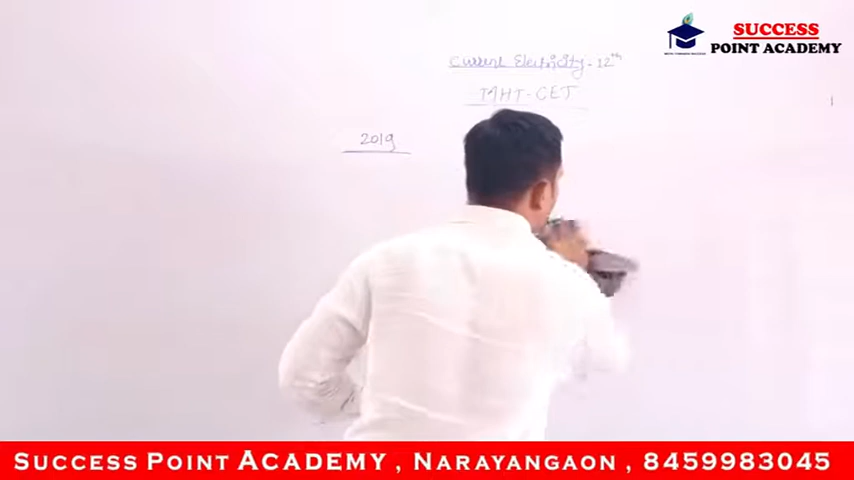 SUCCESS
POINT ACADEMY
Current Electricity - 12th
MHT-CET
2019
SUCCESS POINT ACADEMY , NARAYANGAON , 8459983045